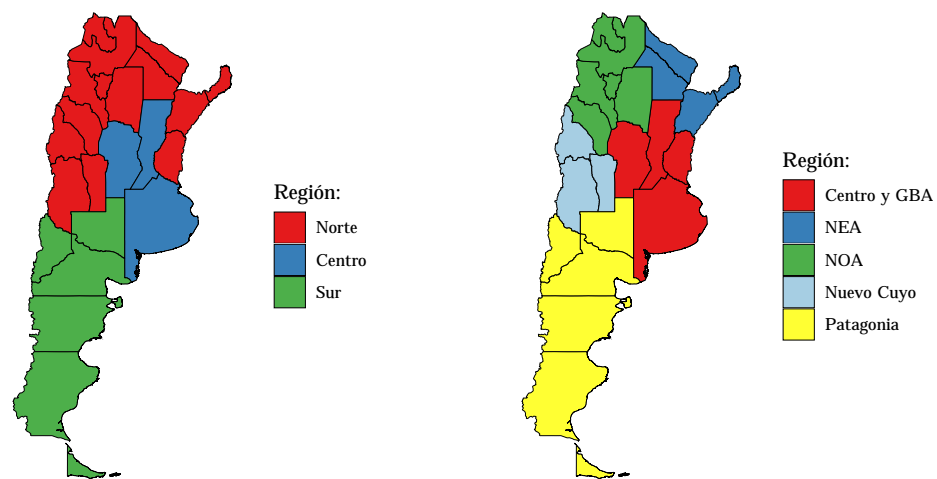 Región:
Norte
Centro
Sur
Región:
Centro y GBA
NEA
NOA
Nuevo Cuyo
Patagonia